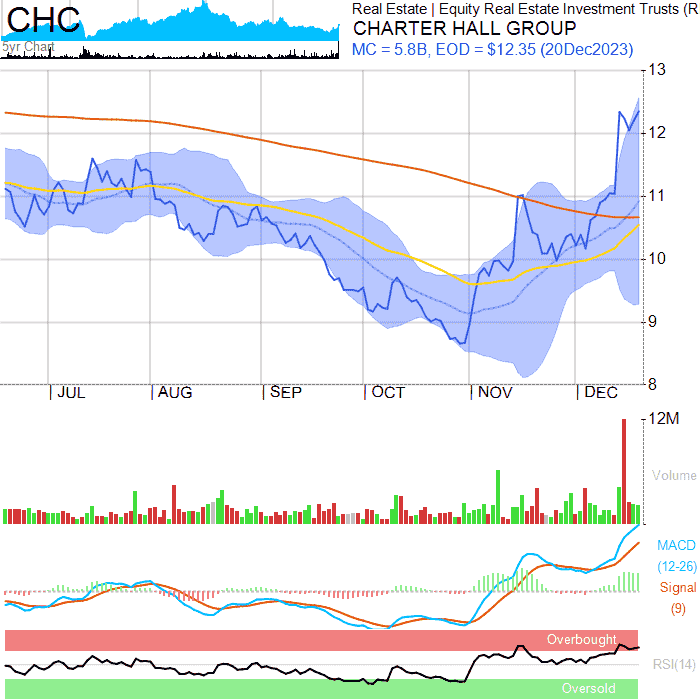 CHC
5yr Chart
Real Estate | Equity Real Estate Investment Trusts (R
CHARTER HALL GROUP
MC = 5.8B, EOD = $12.35 (20Dec2023)
13
12
11
10
9
8
JUL AUG SEP OCT NOV DEC
12M
Volume
MACD
(12-26)
Signal
(9)
Overbought
RSI(14)
Oversold